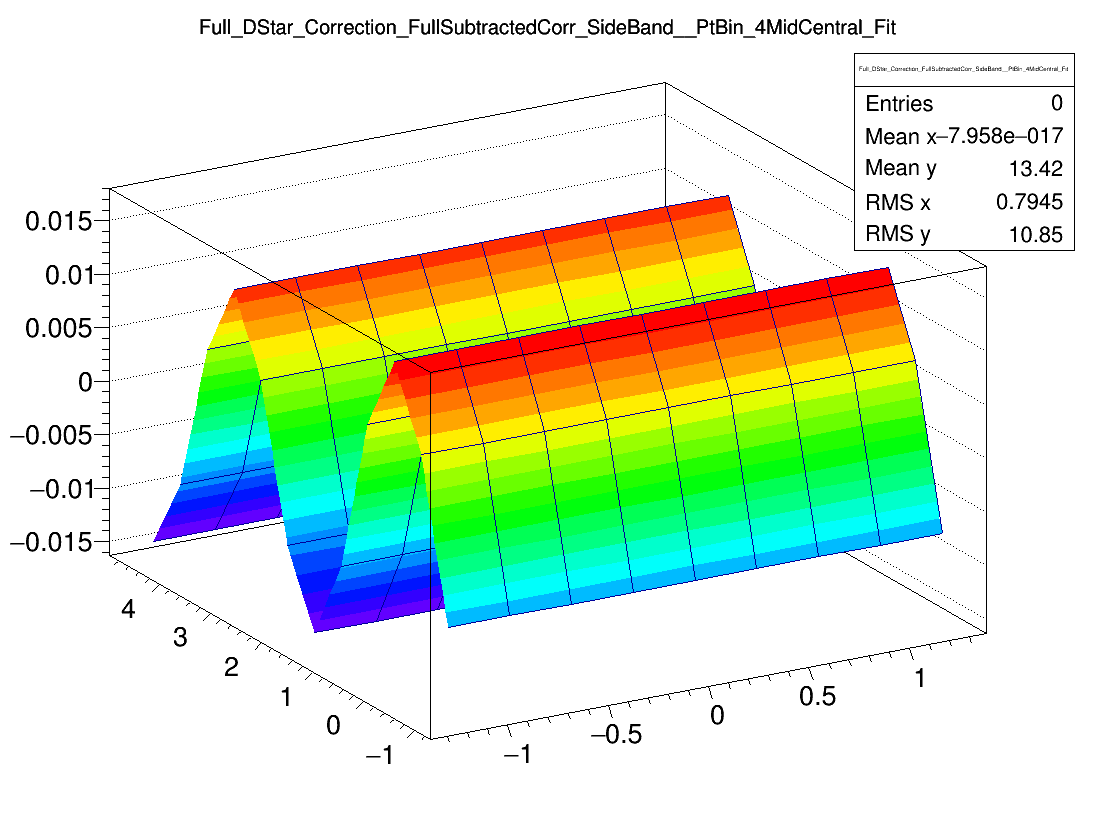 Full_DStar_Correction_FullSubtractedCorr_SideBand__PtBin_4MidCentral_Fit
Full_DStar_Correction_FullSubtractedCorr_SideBand__PtBin_4MidCentral_Fit
Entries 0
Mean x −7.958e−017
Mean y 13.42
RMS x 0.7945
RMS y 10.85
0.015
0.01
0.005
0
−0.005
−0.01
−0.015
4
3
2
1
0
−1
−1
−0.5
0
0.5
1